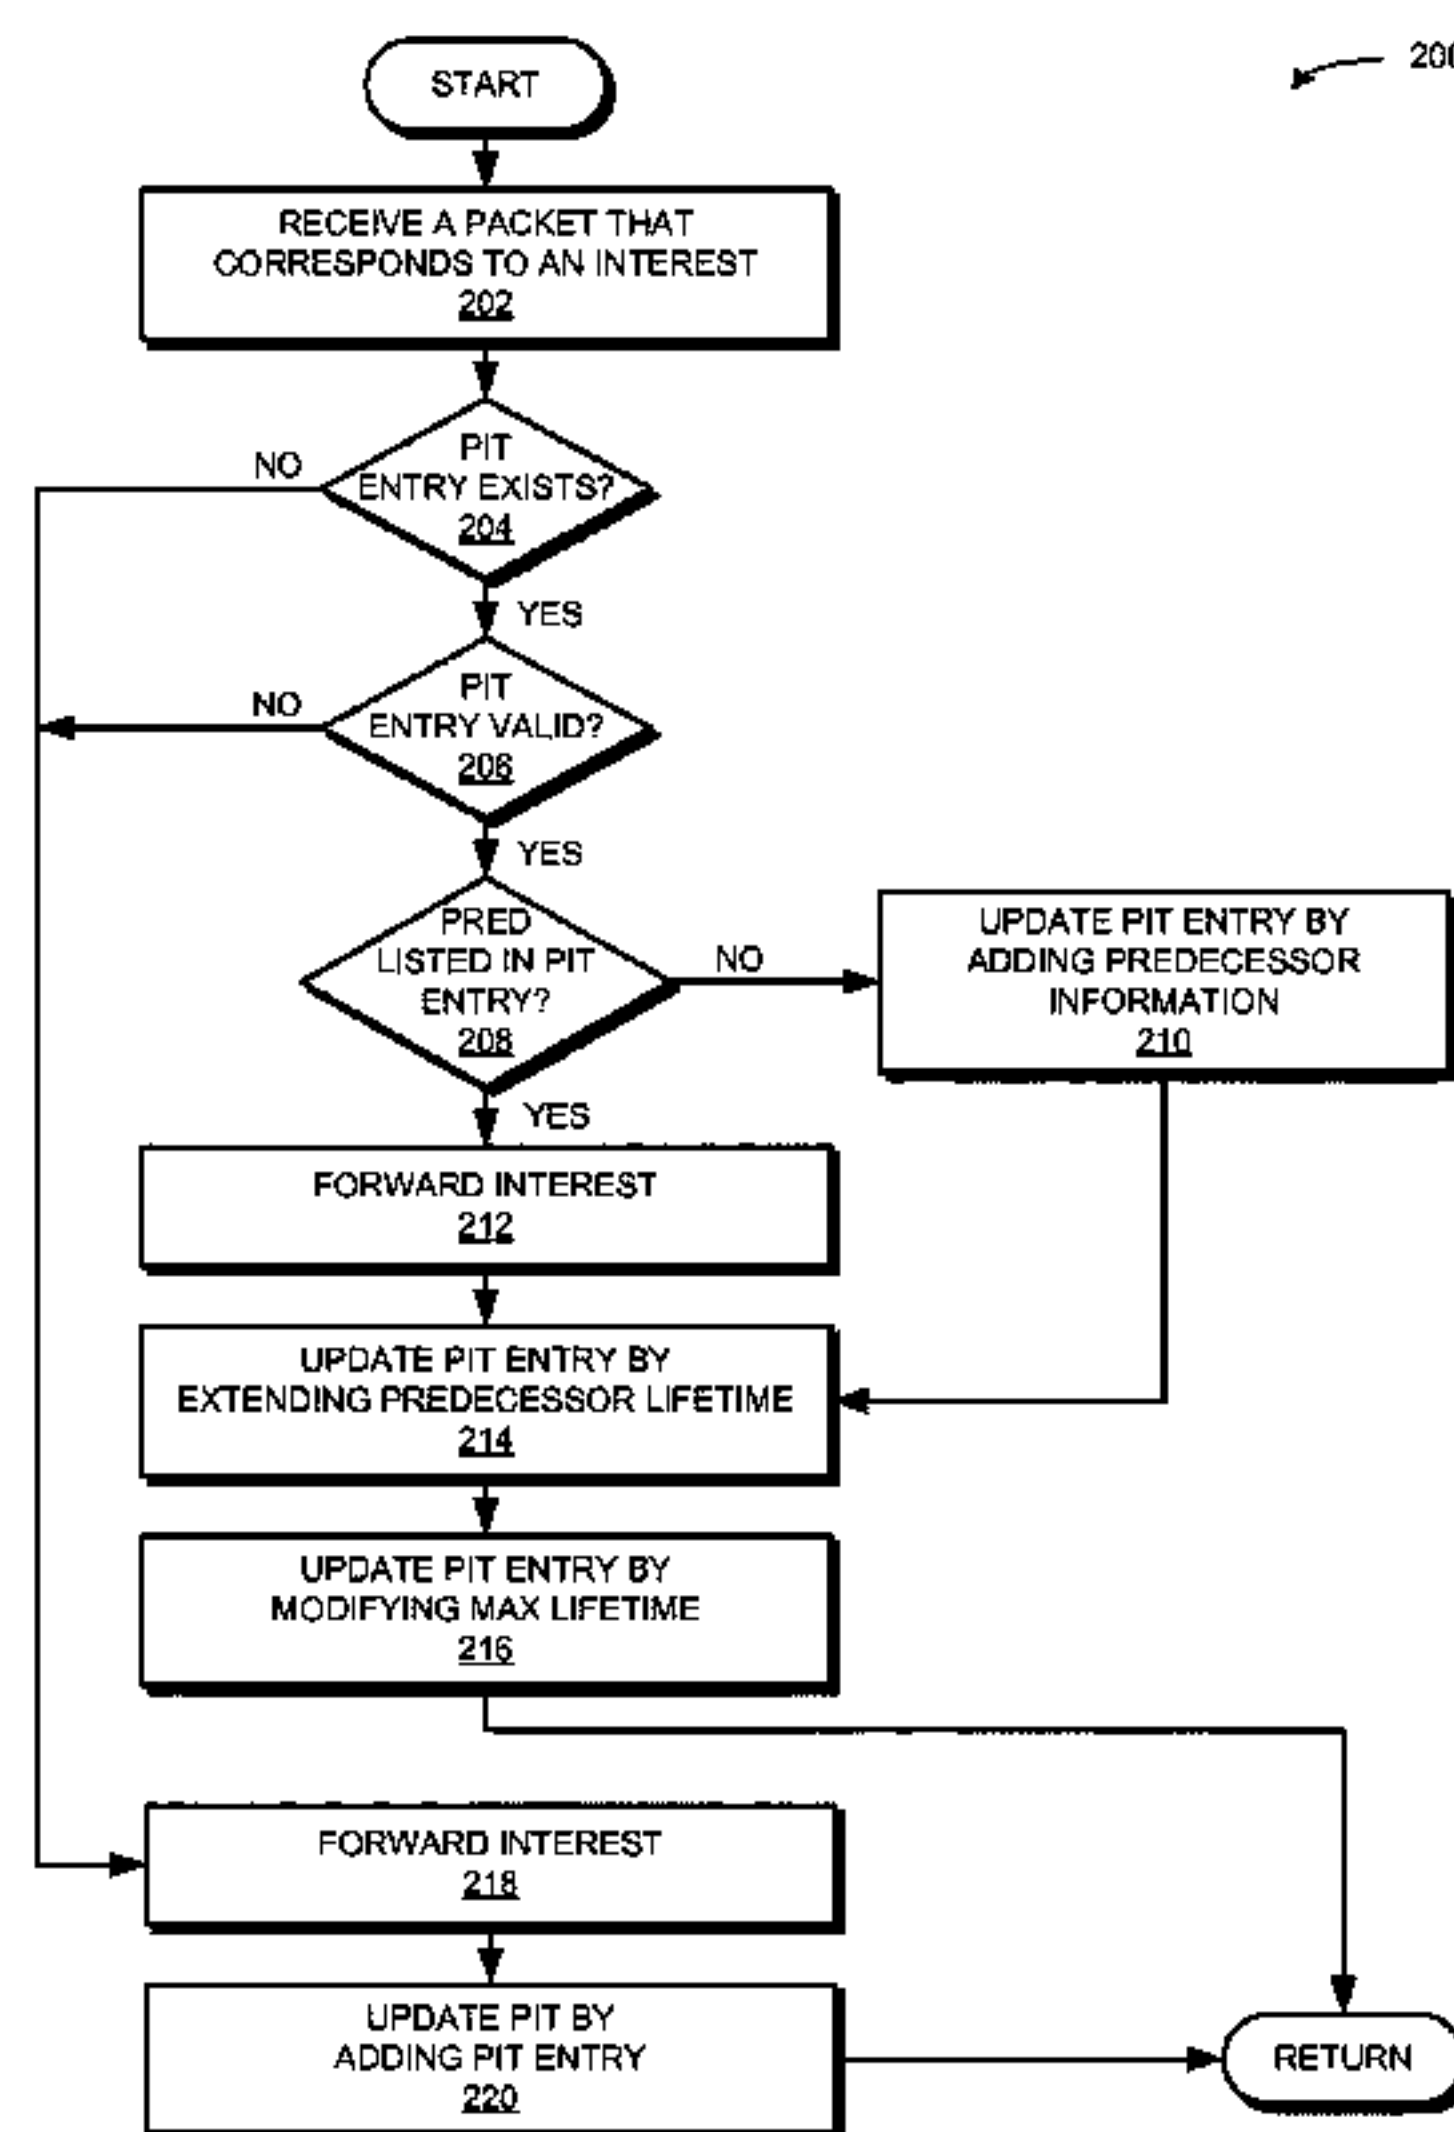 START
200
RECEIVE A PACKET THAT
CORRESPONDS TO AN INTEREST
202
PIT
ENTRY EXISTS?
204
NO
YES
PIT
ENTRY VALID?
206
NO
YES
PRED
LISTED IN PIT
ENTRY?
208
NO
UPDATE PIT ENTRY BY
ADDING PREDECESSOR
INFORMATION
210
YES
FORWARD INTEREST
212
UPDATE PIT ENTRY BY
EXTENDING PREDECESSOR LIFETIME
214
UPDATE PIT ENTRY BY
MODIFYING MAX LIFETIME
216
FORWARD INTEREST
218
UPDATE PIT BY
ADDING PIT ENTRY
220
RETURN